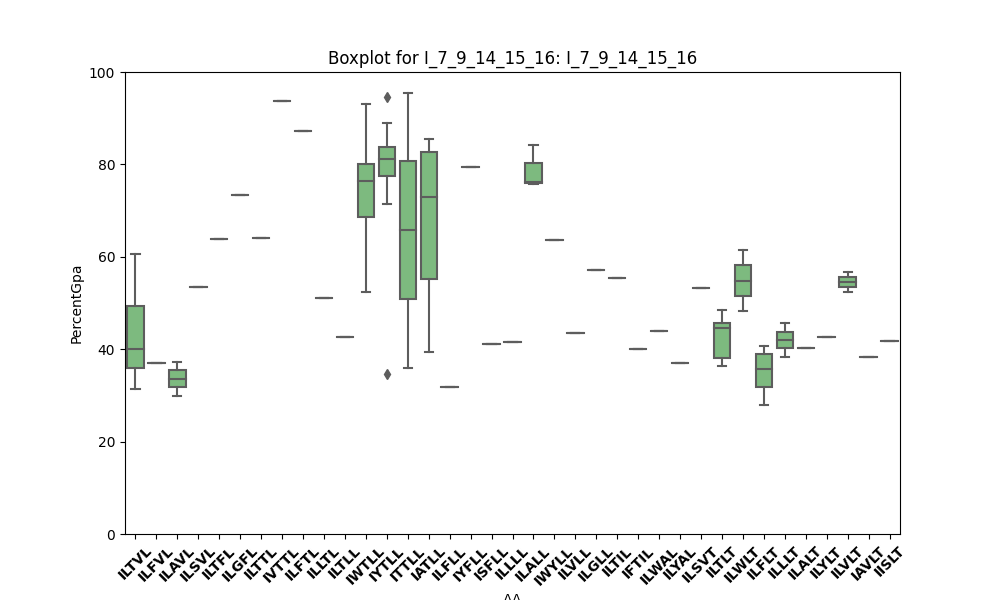 Boxplot for I_7_9_14_15_16: I_7_9_14_15_16
PercentGpa
100
80
60
40
20
0
ILTVL
ILFVL
ILAVL
ILSVL
ILTFL
ILGFL
ILTTL
IVTTL
ILFTL
ILLTL
ILTLL
IWTLL
IYTLL
ITTLL
IATLL
ILFLL
IYFLL
ISFLL
ILLLL
ILALL
IWYLL
ILVLL
ILGLL
ILTIL
IFTIL
ILWAL
ILYAL
ILSVT
ILTLT
ILWLT
ILFLT
ILLLT
ILALT
ILYLT
ILVLT
IAVLT
IISLT
AA